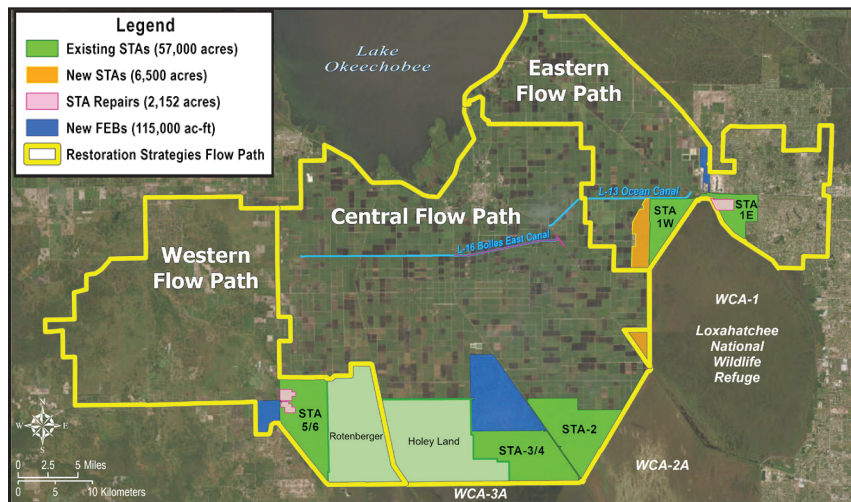 Legend
Existing STAs (57,000 acres)
New STAs (6,500 acres)
STA Repairs (2,152 acres)
New FEBs (115,000 ac-ft)
Restoration Strategies Flow Path
Lake
Okeechobee
Eastern
Flow Path
Central Flow Path
Western
Flow Path
L-13 Ocean Canal
L-16 Bolles East Canal
STA
1W
STA
1E
WCA-1
Loxahatchee
National
Wildlife
Refuge
STA
5/6
Rotenberger
Holey Land
STA-3/4
STA-2
WCA-2A
WCA-3A
N
W
E
S
0 2.5 5 Miles
0 5 10 Kilometers